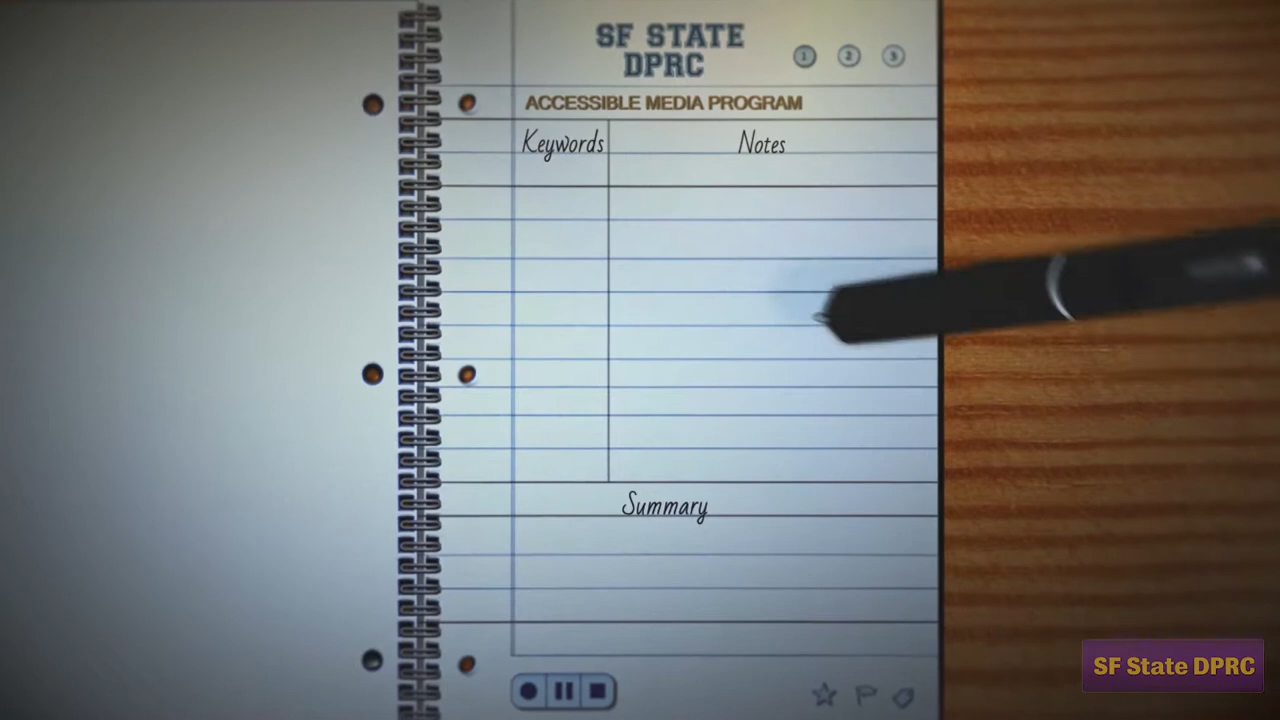 SF STATE
DPRC
1 2 3
ACCESSIBLE MEDIA PROGRAM
Keywords Notes
Summary
SF State DPRC